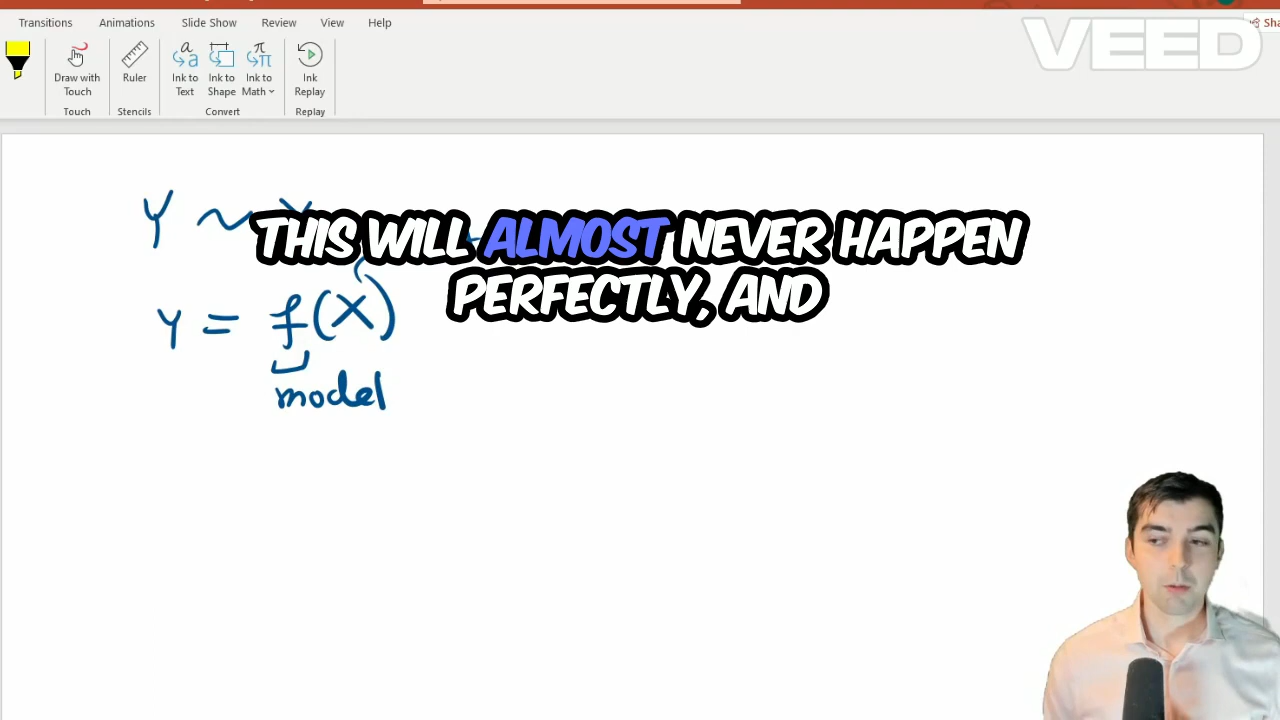 Transitions Animations Slide Show Review View Help
Sha
VEED
Draw with Touch
Ruler
Ink to Text
Ink to Shape
Ink to Math
Ink Replay
Touch Stencils Convert Replay
Y ~
THIS WILL ALMOST NEVER HAPPEN
PERFECTLY, AND
Y = f(X)
model